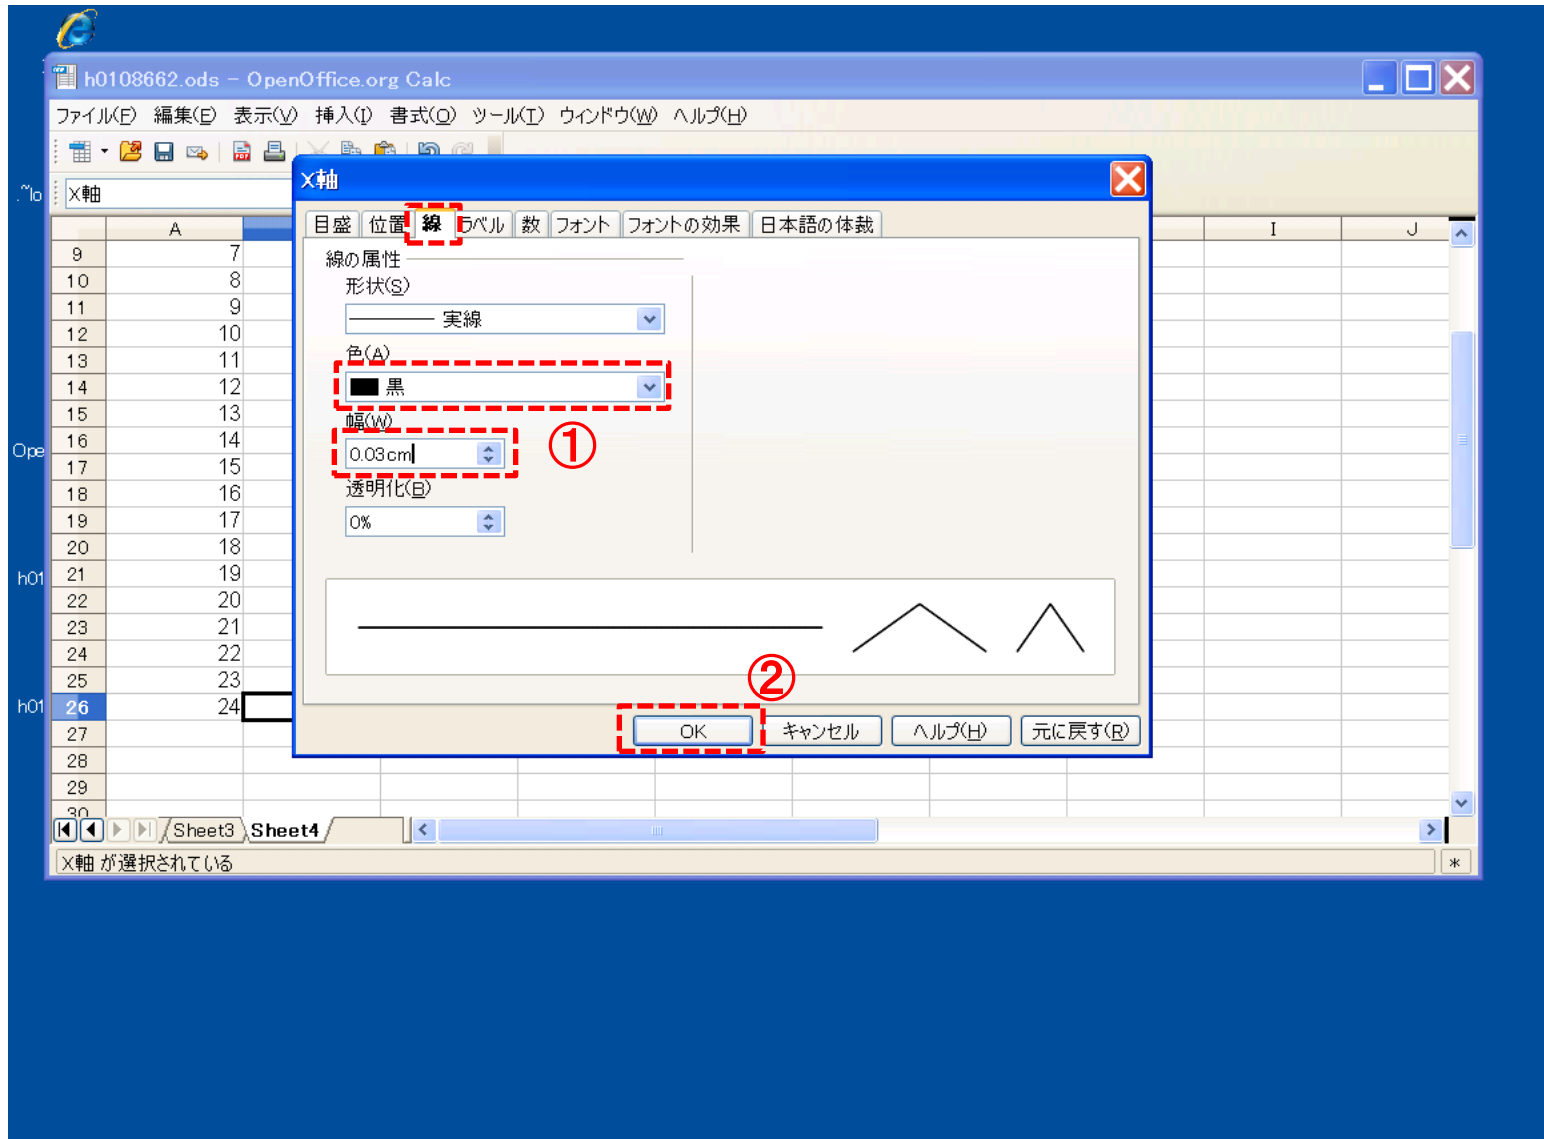 h0108662.ods - OpenOffice.org Calc
ファイル(F) 編集(E) 表示(V) 挿入(I) 書式(O) ツール(T) ウィンドウ(W) ヘルプ(H)
.~lo
X軸
X軸
目盛 位置 線 ラベル 数 フォント フォントの効果 日本語の体裁
線の属性
形状(S)
実線
色(A)
黒
幅(W)
0.03cm
①
透明化(B)
0%
②
OK キャンセル ヘルプ(H) 元に戻す(R)
A I J
9 7
10 8
11 9
12 10
13 11
14 12
15 13
16 14
17 15
18 16
19 17
20 18
21 19
22 20
23 21
24 22
25 23
26 24
27
28
29
30
Ope
h01
h01
Sheet3 Sheet4
X軸 が選択されている *